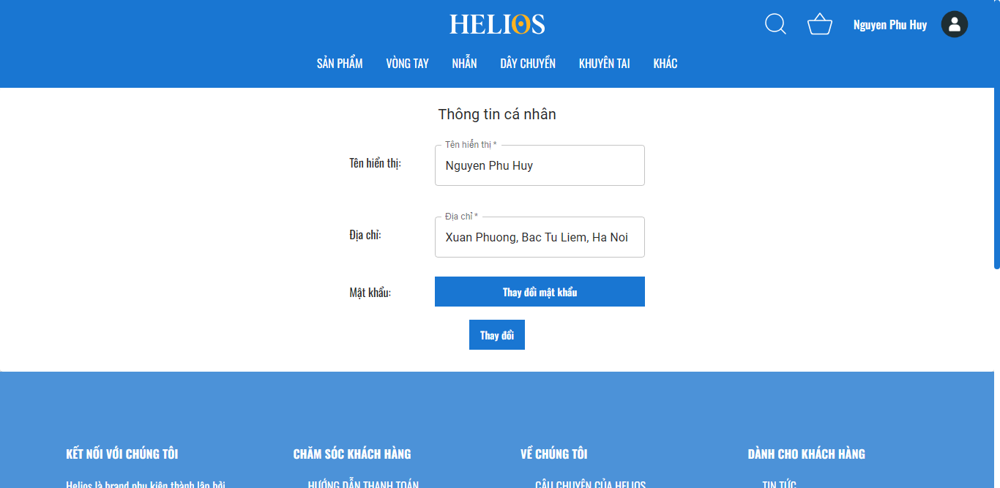 HELIOS
Nguyen Phu Huy
SẢN PHẨM VÒNG TAY NHẪN DÂY CHUYỀN KHUYÊN TAI KHÁC
Thông tin cá nhân
Tên hiển thị *
Tên hiển thị: Nguyen Phu Huy
Địa chỉ *
Địa chỉ: Xuan Phuong, Bac Tu Liem, Ha Noi
Mật khẩu: Thay đổi mật khẩu
Thay đổi
KẾT NỐI VỚI CHÚNG TÔI CHĂM SÓC KHÁCH HÀNG VỀ CHÚNG TÔI DÀNH CHO KHÁCH HÀNG
Helios là brand phụ kiện thành lập bởi HƯỚNG DẪN THANH TOÁN CÂU CHUYỆN CỦA HELIOS TIN TỨC